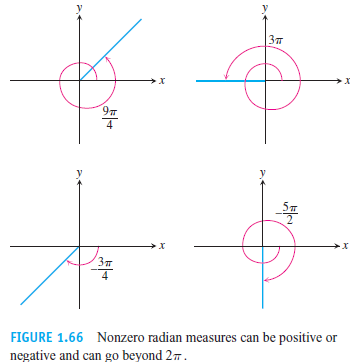 y
y
3π
x
x
9π
4
y
y
-5π
2
x
x
-3π
4
FIGURE 1.66 Nonzero radian measures can be positive or
negative and can go beyond 2π.